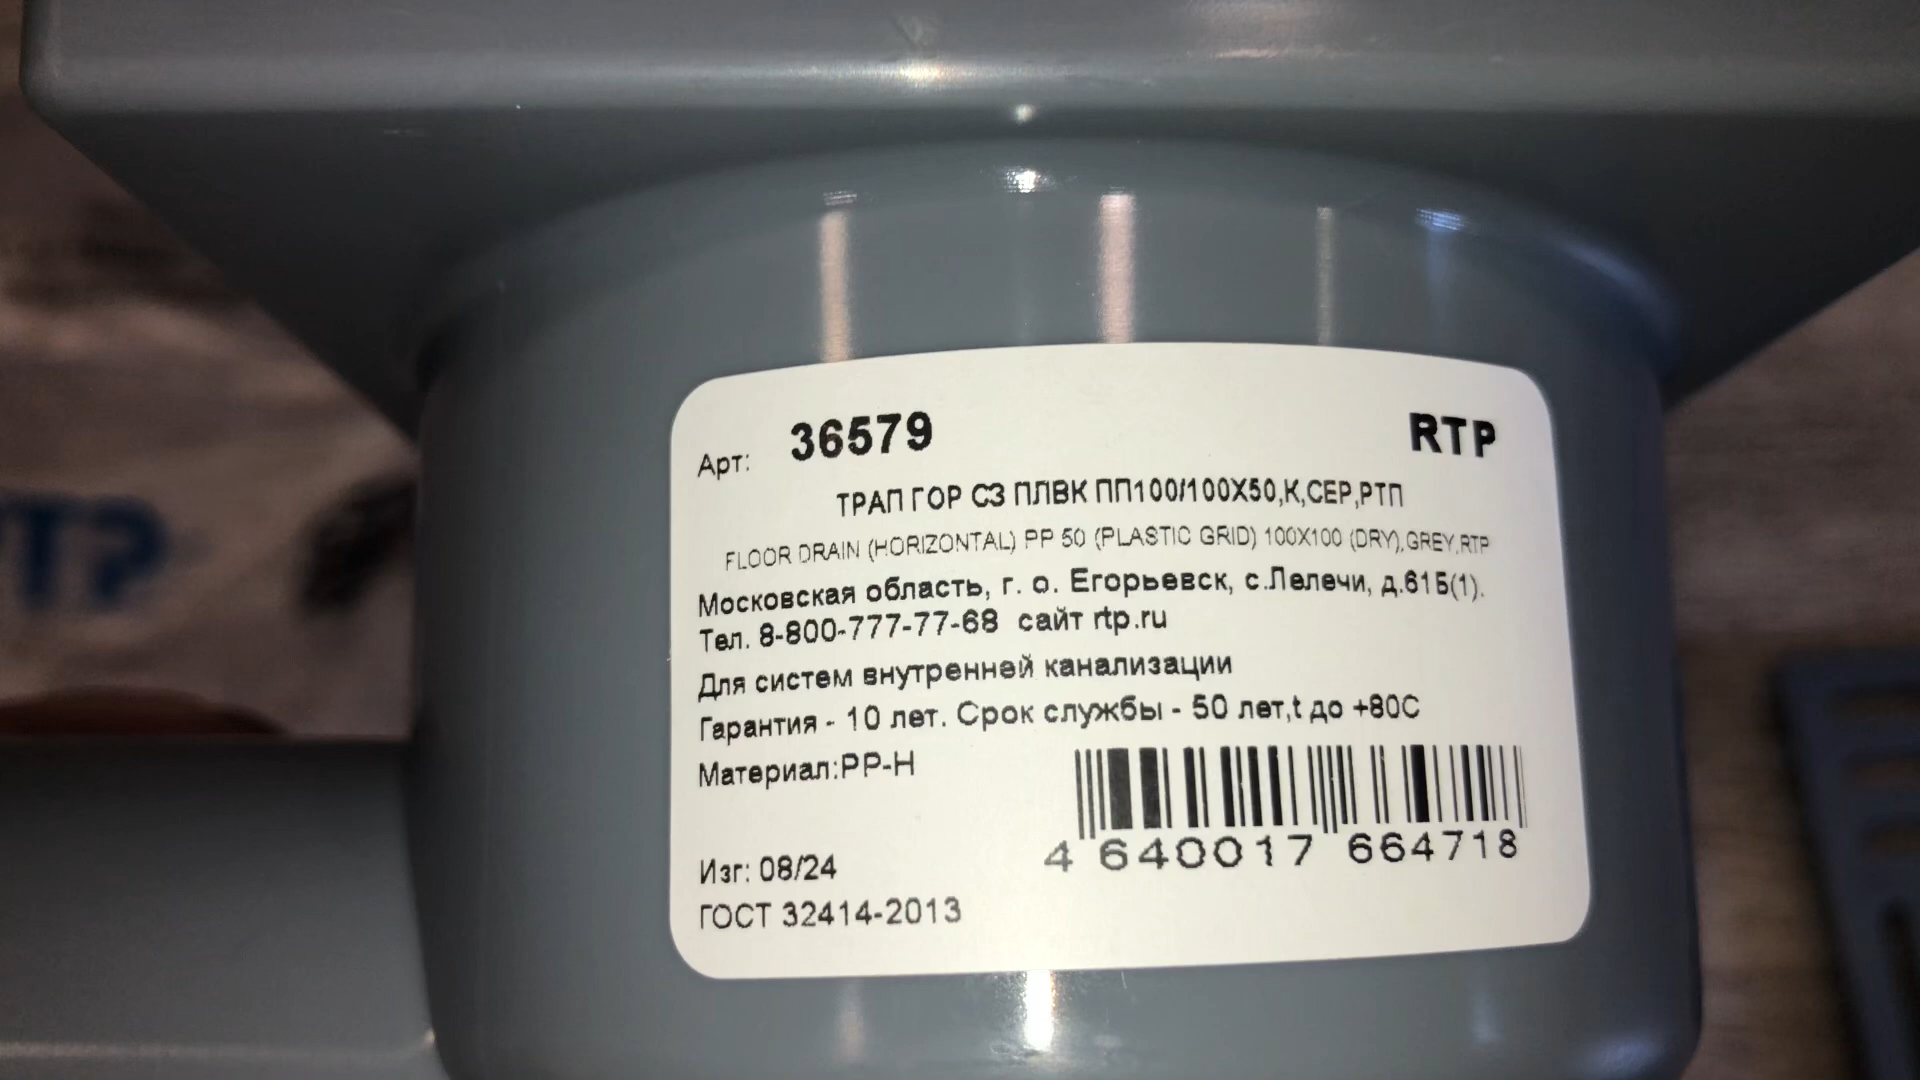 Арт: 36579 RTP
ТРАП ГОР СЗ ПЛВК ПП100/100Х50,К,СЕР,РТП
FLOOR DRAIN (HORIZONTAL) PP 50 (PLASTIC GRID) 100X100 (DRY),GREY,RTP
Московская область, г. о. Егорьевск, с.Лелечи, д.61Б(1).
Тел. 8-800-777-77-68 сайт rtp.ru
Для систем внутренней канализации
Гарантия - 10 лет. Срок службы - 50 лет,t до +80С
Материал:PP-H
4 640017 664718
Изг: 08/24
ГОСТ 32414-2013